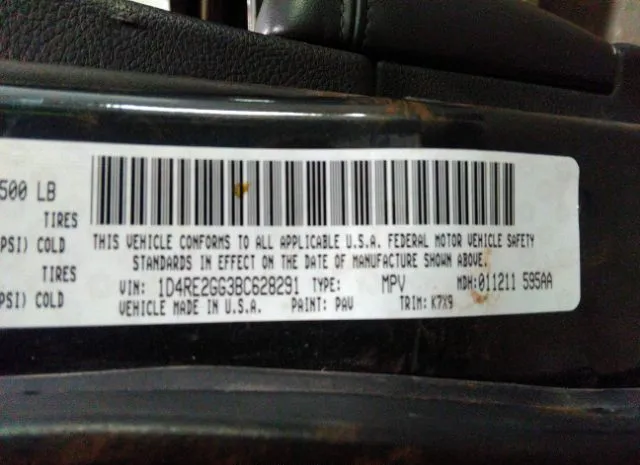 500 LB
TIRES
PSI) COLD
TIRES
PSI) COLD
THIS VEHICLE CONFORMS TO ALL APPLICABLE U.S.A. FEDERAL MOTOR VEHICLE SAFETY
STANDARDS IN EFFECT ON THE DATE OF MANUFACTURE SHOWN ABOVE.
VIN: 1D4RE2GG3BC628291 TYPE: MPV MDH:011211 595AA
VEHICLE MADE IN U.S.A. PAINT: PAV TRIM: K7X9